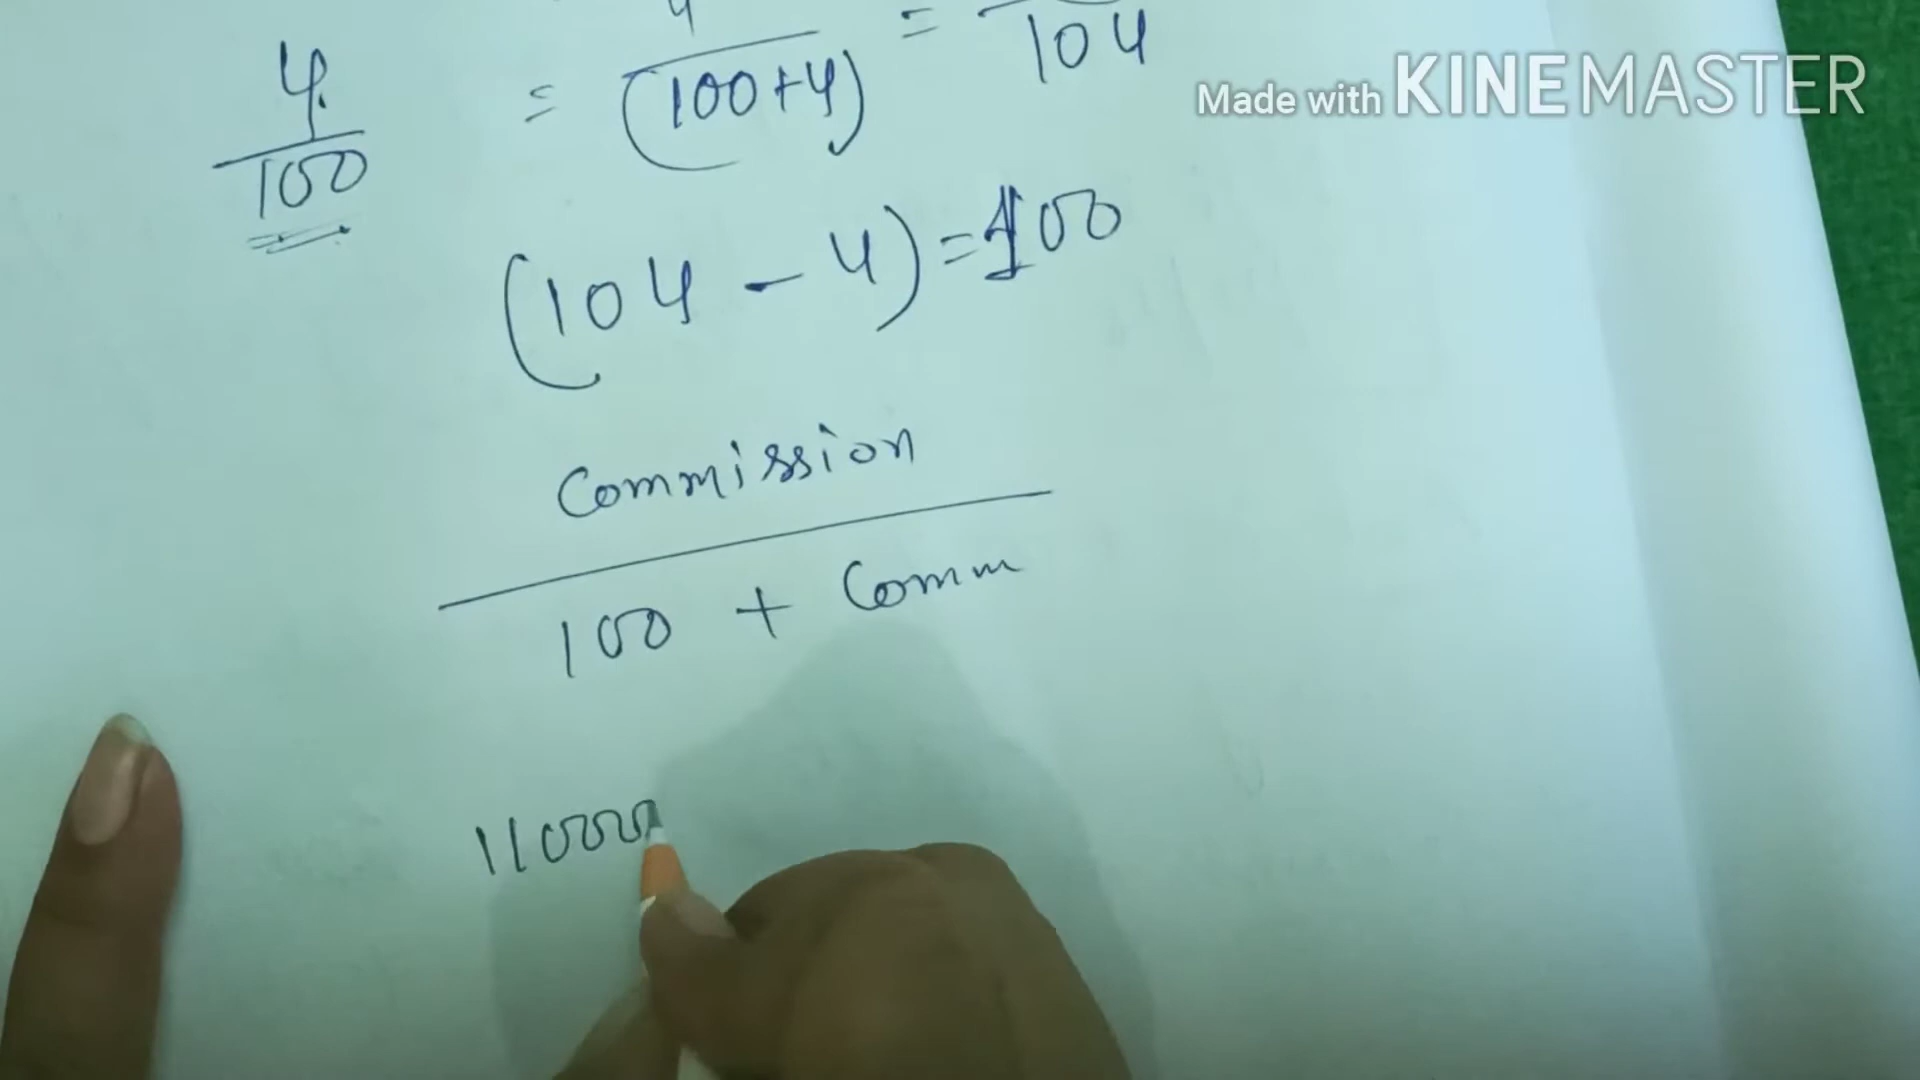 4
4/100 = (100+4) = 104
Made with KINEMASTER
(104 - 4) = 100
Commission
100 + Comm
11000